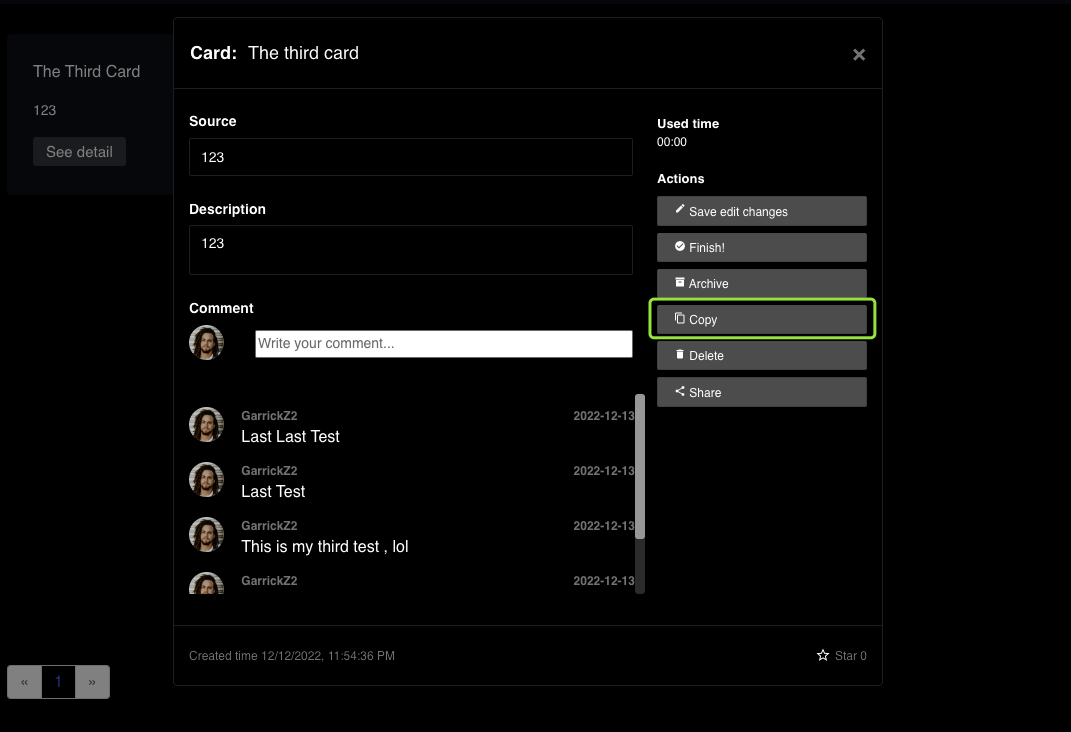 The Third Card
123
See detail
Card: The third card
×
Source
123
Description
123
Comment
Write your comment...
GarrickZ2 2022-12-13
Last Last Test
GarrickZ2 2022-12-13
Last Test
GarrickZ2 2022-12-13
This is my third test , lol
GarrickZ2 2022-12-13
Used time
00:00
Actions
Save edit changes
Finish!
Archive
Copy
Delete
Share
Created time 12/12/2022, 11:54:36 PM
Star 0
« 1 »